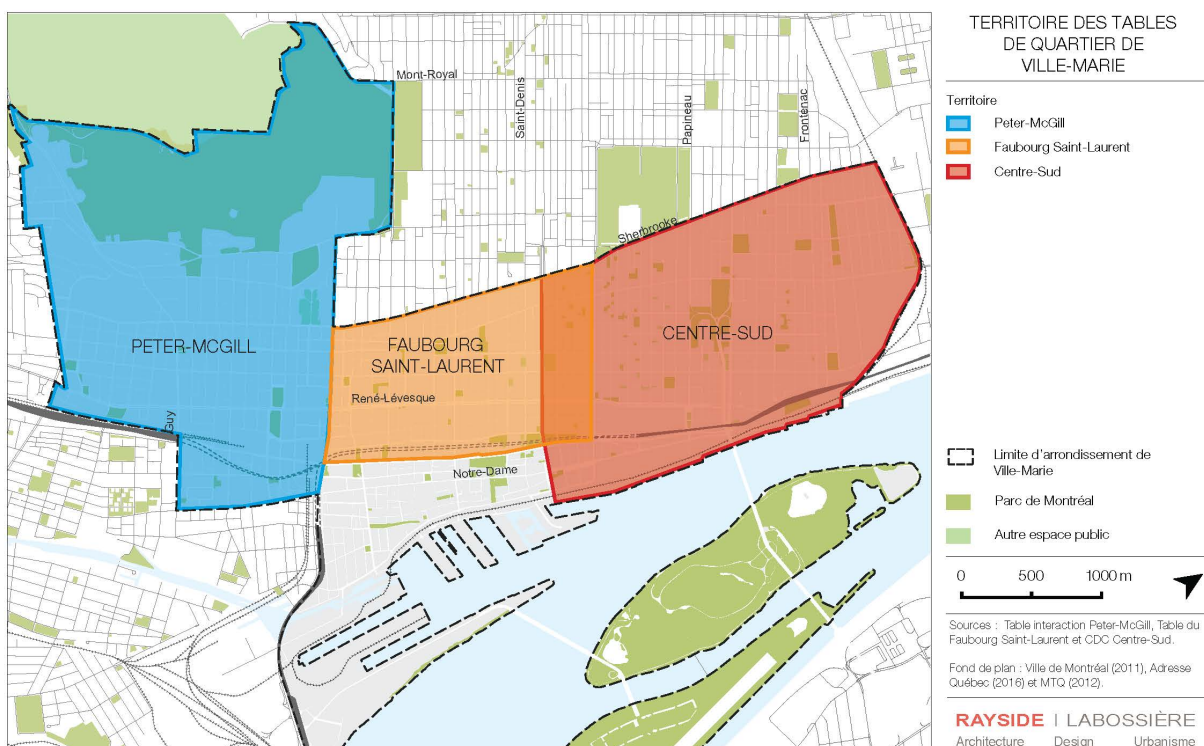 TERRITOIRE DES TABLES
DE QUARTIER DE
VILLE-MARIE
Territoire
Peter-McGill
Faubourg Saint-Laurent
Centre-Sud
Mont-Royal
Saint-Denis
Papineau
Frontenac
Sherbrooke
PETER-MCGILL
FAUBOURG
SAINT-LAURENT
CENTRE-SUD
René-Lévesque
Guy
Notre-Dame
Limite d'arrondissement de
Ville-Marie
Parc de Montréal
Autre espace public
0 500 1000 m
Sources : Table interaction Peter-McGill, Table du
Faubourg Saint-Laurent et CDC Centre-Sud.
Fond de plan : Ville de Montréal (2011), Adresse
Québec (2016) et MTQ (2012).
RAYSIDE | LABOSSIÈRE
Architecture Design Urbanisme